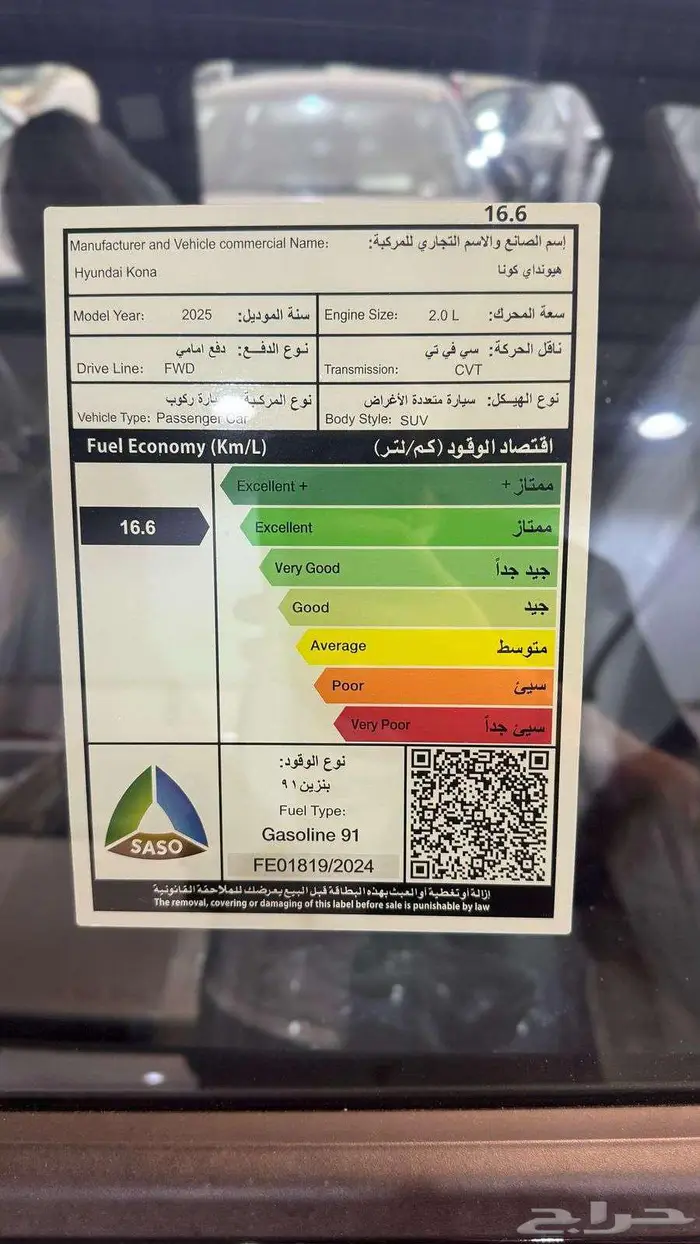 16.6
Manufacturer and Vehicle commercial Name: إسم الصانع والاسم التجاري للمركبة:
Hyundai Kona هيونداي كونا
Model Year: 2025 سنة الموديل: Engine Size: 2.0 L سعة المحرك:
نوع الدفع: دفع امامي ناقل الحركة: سي في تي
Drive Line: FWD Transmission: CVT
نوع المركبة ركوب نوع الهيكل: سيارة متعددة الأغراض
Vehicle Type: Passenger Car Body Style: SUV
Fuel Economy (Km/L) اقتصاد الوقود (كم/لتر)
Excellent + ممتاز +
16.6 Excellent ممتاز
Very Good جيد جداً
Good جيد
Average متوسط
Poor سيئ
Very Poor سيئ جداً
نوع الوقود:
بنزين ٩١
Fuel Type:
Gasoline 91
SASO
FE01819/2024
إزالة أو تغطية أو العبث بهذه البطاقة قبل البيع يعرضك للملاحقة القانونية
The removal, covering or damaging of this label before sale is punishable by law
حراج